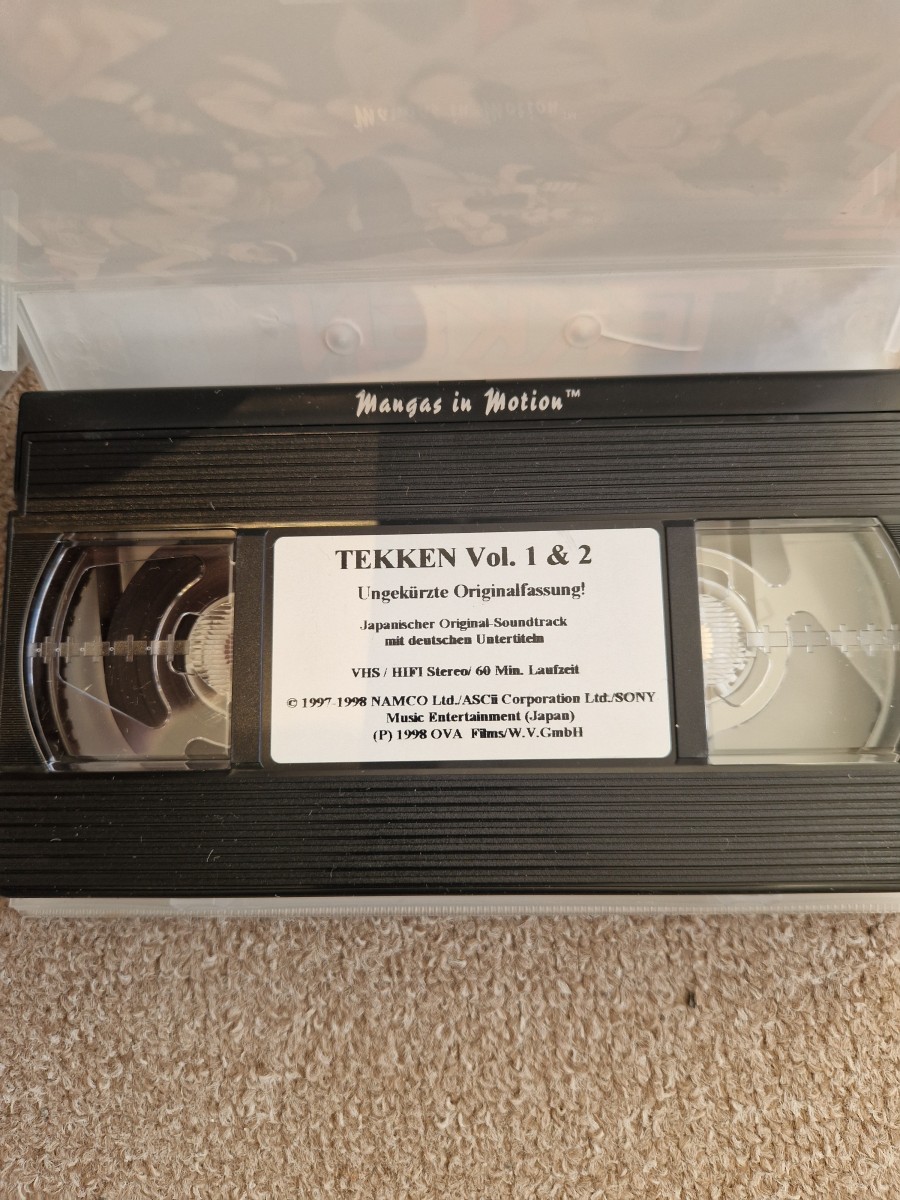 Mangas in Motion™
TEKKEN Vol. 1 & 2
Ungekürzte Originalfassung!
Japanischer Original-Soundtrack
mit deutschen Untertiteln
VHS / HIFI Stereo/ 60 Min. Laufzeit
© 1997-1998 NAMCO Ltd./ASCii Corporation Ltd./SONY
Music Entertainment (Japan)
(P) 1998 OVA Films/W.V.GmbH